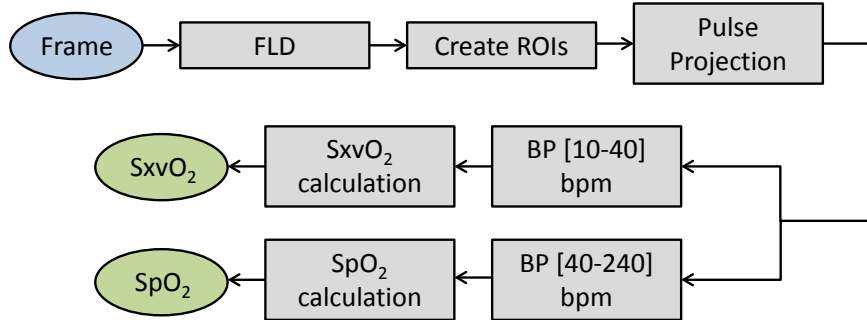 Frame
FLD
Create ROIs
Pulse
Projection
SxvO₂
SxvO₂
calculation
BP [10-40]
bpm
SpO₂
SpO₂
calculation
BP [40-240]
bpm